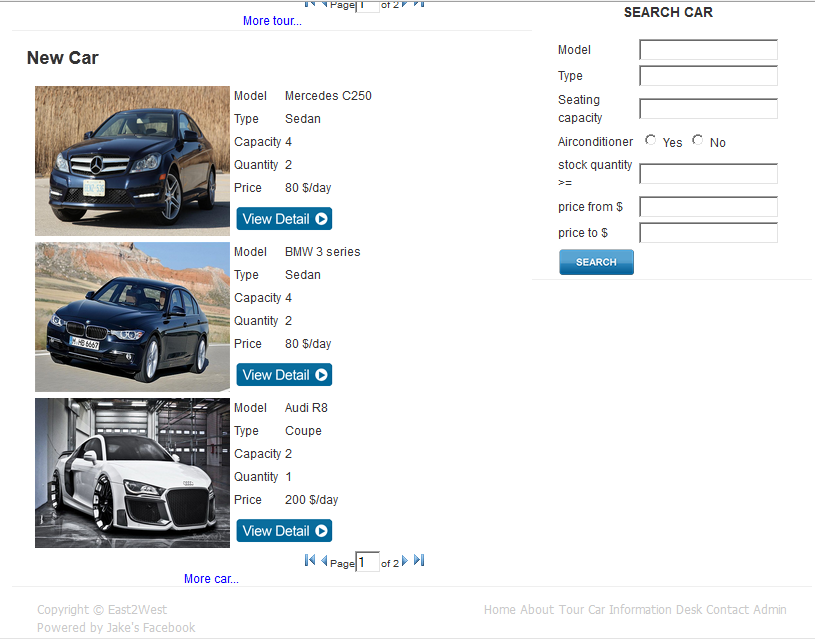 Page 1 of 2
More tour...
New Car
Model Mercedes C250
Type Sedan
Capacity 4
Quantity 2
Price 80 $/day
View Detail
Model BMW 3 series
Type Sedan
Capacity 4
Quantity 2
Price 80 $/day
View Detail
Model Audi R8
Type Coupe
Capacity 2
Quantity 1
Price 200 $/day
View Detail
Page 1 of 2
More car...
SEARCH CAR
Model
Type
Seating
capacity
Airconditioner Yes No
stock quantity
>=
price from $
price to $
SEARCH
Copyright © East2West
Powered by Jake's Facebook
Home About Tour Car Information Desk Contact Admin